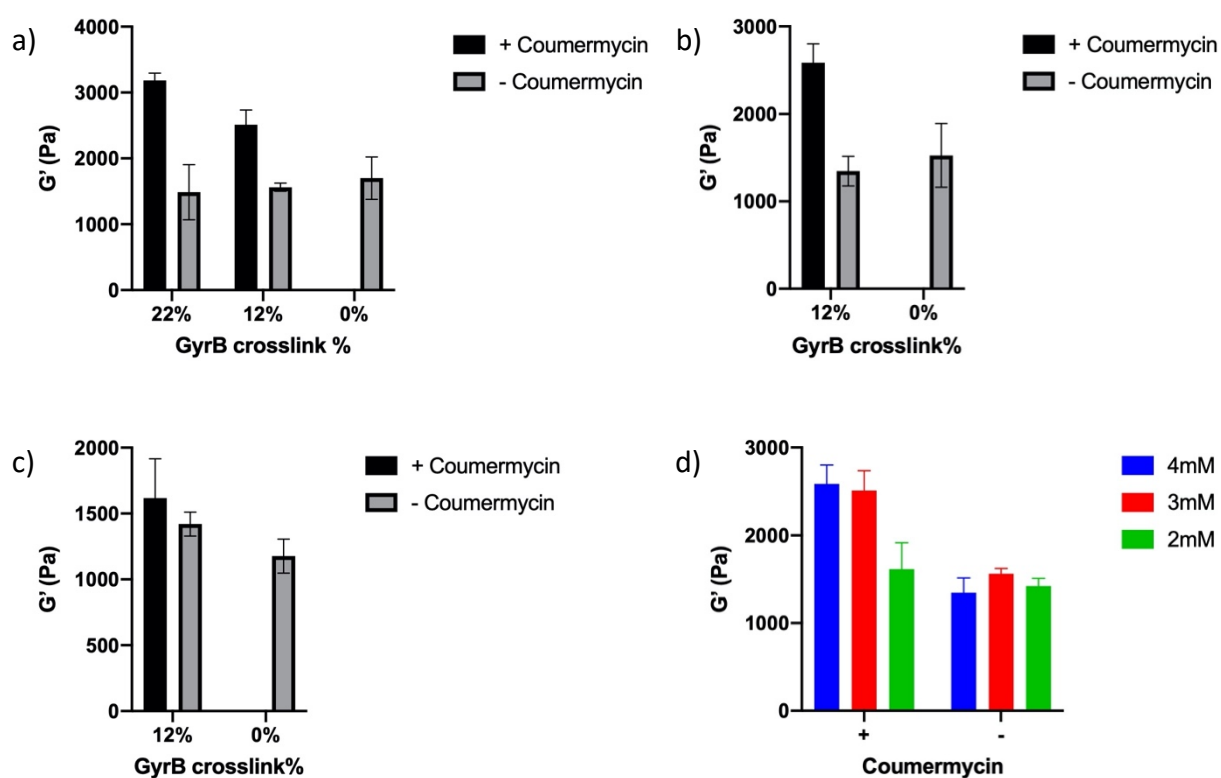 a)
4000
3000
2000
1000
0
G' (Pa)
22%
12%
0%
GyrB crosslink %
+ Coumermycin
- Coumermycin
b)
3000
2000
1000
0
G' (Pa)
12%
0%
GyrB crosslink%
+ Coumermycin
- Coumermycin
c)
2000
1500
1000
500
0
G' (Pa)
12%
0%
GyrB crosslink%
+ Coumermycin
- Coumermycin
d)
3000
2000
1000
0
G' (Pa)
+
-
Coumermycin
4mM
3mM
2mM